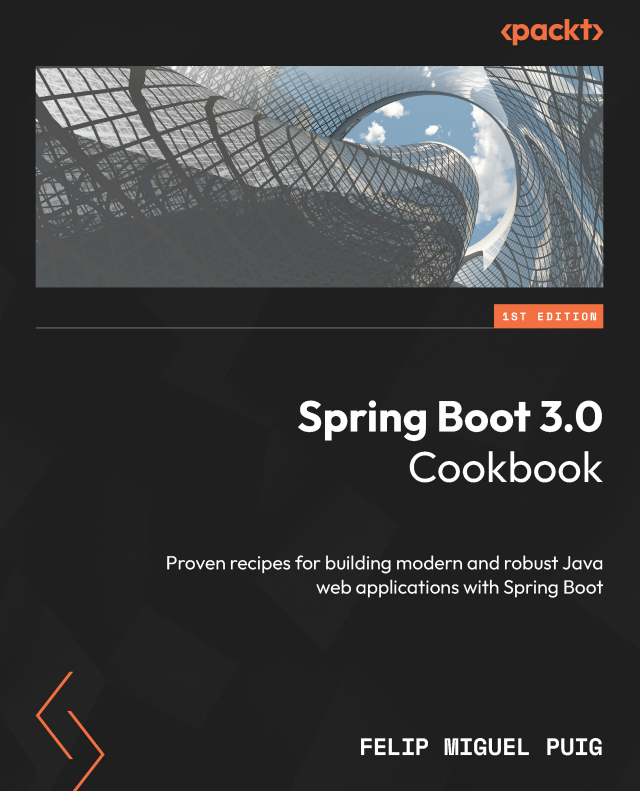 <packt>
1ST EDITION
Spring Boot 3.0
Cookbook
Proven recipes for building modern and robust Java
web applications with Spring Boot
FELIP MIGUEL PUIG